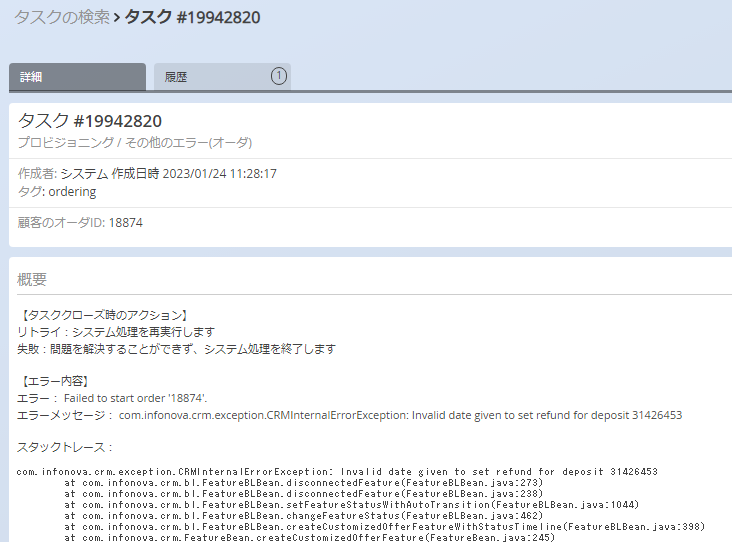 タスクの検索 › タスク #19942820
詳細
履歴
1
タスク #19942820
プロビジョニング / その他のエラー(オーダ)
作成者: システム 作成日時 2023/01/24 11:28:17
タグ: ordering
顧客のオーダID: 18874
概要
【タスククローズ時のアクション】
リトライ：システム処理を再実行します
失敗：問題を解決することができず、システム処理を終了します
【エラー内容】
エラー： Failed to start order '18874'.
エラーメッセージ： com.infonova.crm.exception.CRMInternalErrorException: Invalid date given to set refund for deposit 31426453
スタックトレース：
com.infonova.crm.exception.CRMInternalErrorException: Invalid date given to set refund for deposit 31426453
at com.infonova.crm.bl.FeatureBLBean.disconnectedFeature(FeatureBLBean.java:273)
at com.infonova.crm.bl.FeatureBLBean.disconnectedFeature(FeatureBLBean.java:238)
at com.infonova.crm.bl.FeatureBLBean.setFeatureStatusWithAutoTransition(FeatureBLBean.java:1044)
at com.infonova.crm.bl.FeatureBLBean.changeFeatureStatus(FeatureBLBean.java:462)
at com.infonova.crm.bl.FeatureBLBean.createCustomizedOfferFeatureWithStatusTimeline(FeatureBLBean.java:398)
at com.infonova.crm.FeatureBean.createCustomizedOfferFeature(FeatureBean.java:245)